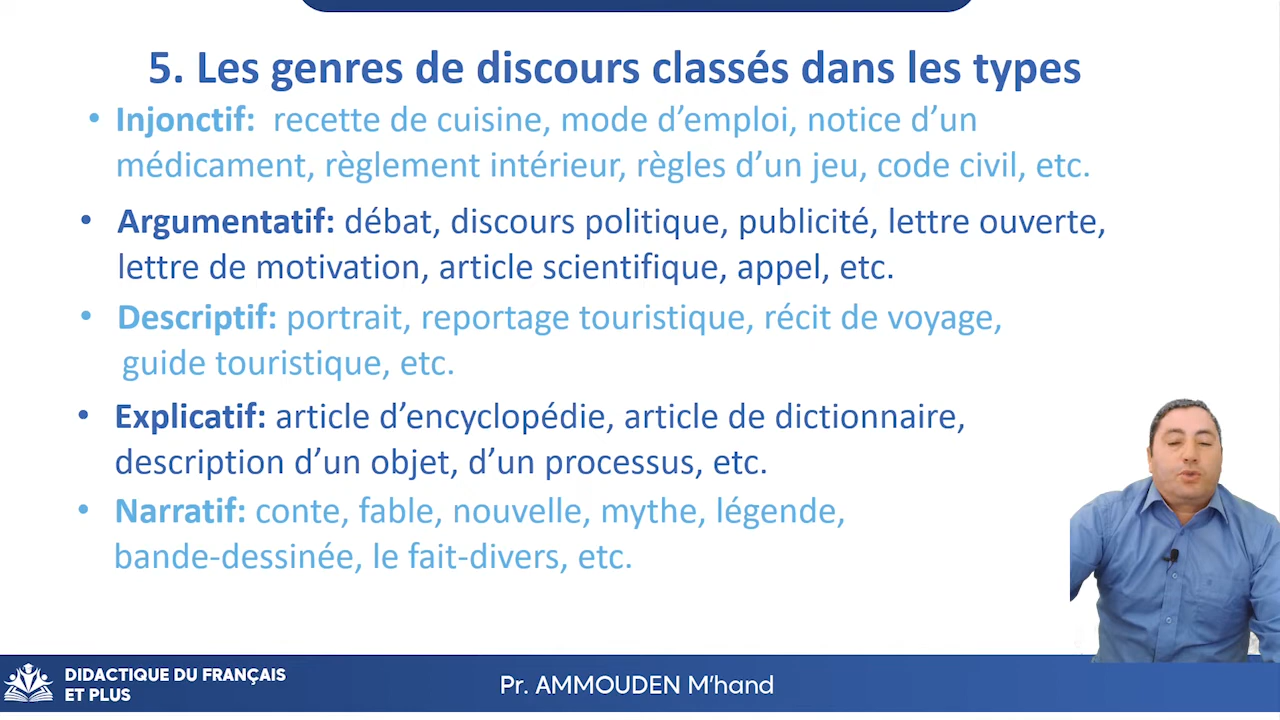 5. Les genres de discours classés dans les types
• Injonctif: recette de cuisine, mode d’emploi, notice d’un
médicament, règlement intérieur, règles d’un jeu, code civil, etc.
• Argumentatif: débat, discours politique, publicité, lettre ouverte,
lettre de motivation, article scientifique, appel, etc.
• Descriptif: portrait, reportage touristique, récit de voyage,
guide touristique, etc.
• Explicatif: article d’encyclopédie, article de dictionnaire,
description d’un objet, d’un processus, etc.
• Narratif: conte, fable, nouvelle, mythe, légende,
bande-dessinée, le fait-divers, etc.
DIDACTIQUE DU FRANÇAIS
ET PLUS
Pr. AMMOUDEN M’hand